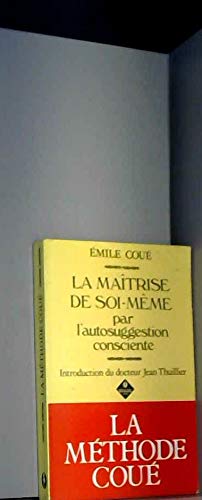 ÉMILE COUÉ
LA MAÎTRISE
DE SOI-MÊME
par
l'autosuggestion
consciente
Introduction du docteur Jean Thuillier
LA
MÉTHODE
COUÉ
LA MÉTHODE COUÉ